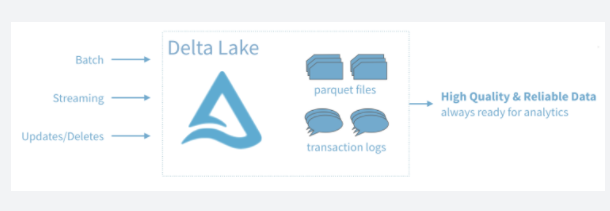 Delta Lake
Batch
Streaming
Updates/Deletes
parquet files
transaction logs
High Quality & Reliable Data
always ready for analytics